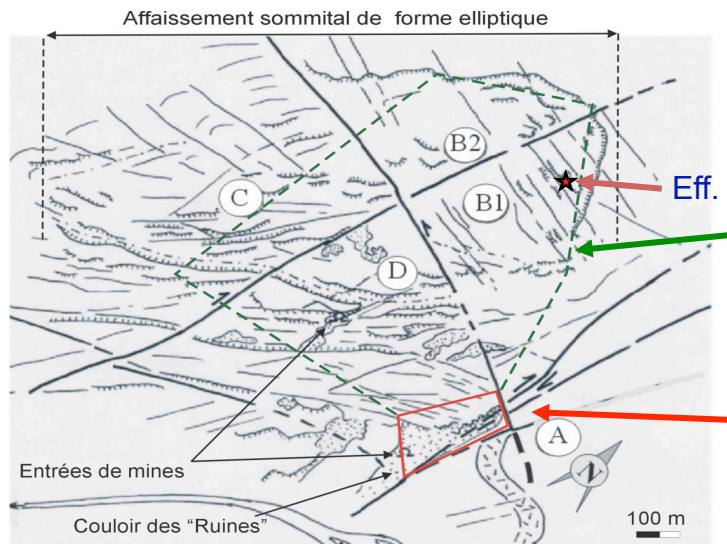 Affaissement sommital de forme elliptique
B2
Eff.
C
B1
D
A
Entrées de mines
N
Couloir des “Ruines”
100 m